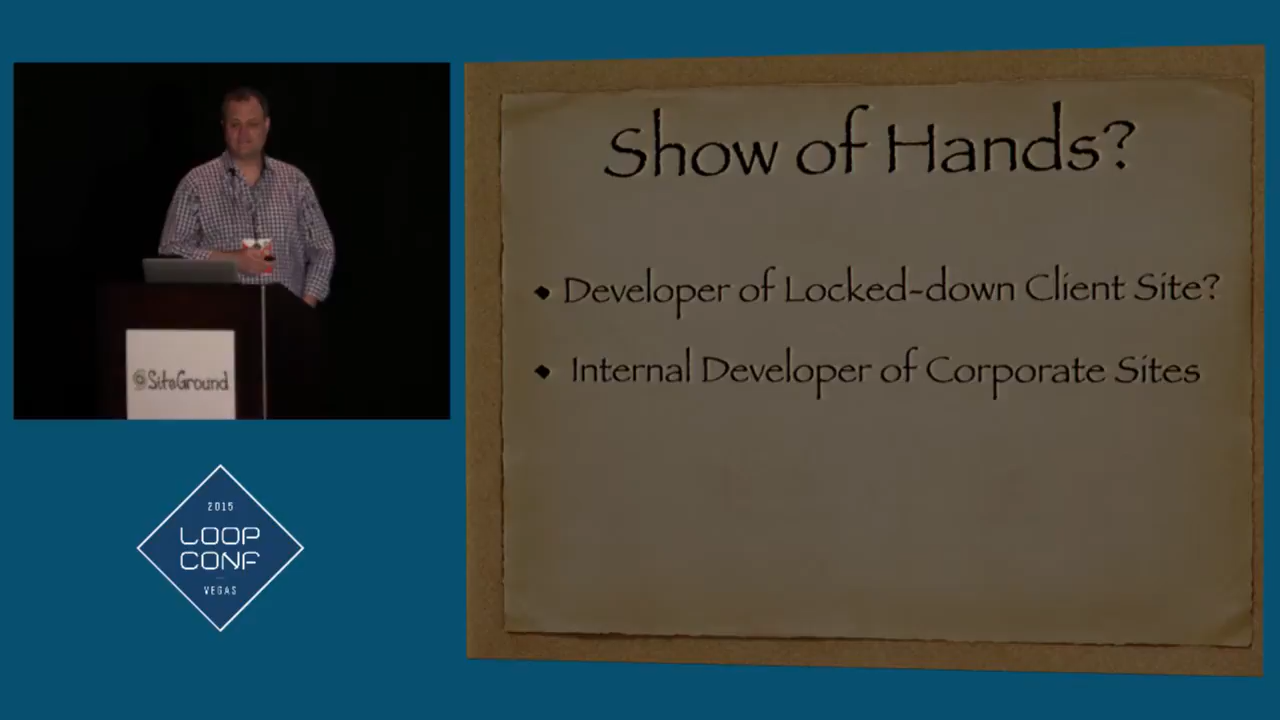 Show of Hands?
• Developer of Locked-down Client Site?
• Internal Developer of Corporate Sites
@SiteGround
2015
LOOP
CONF
VEGAS